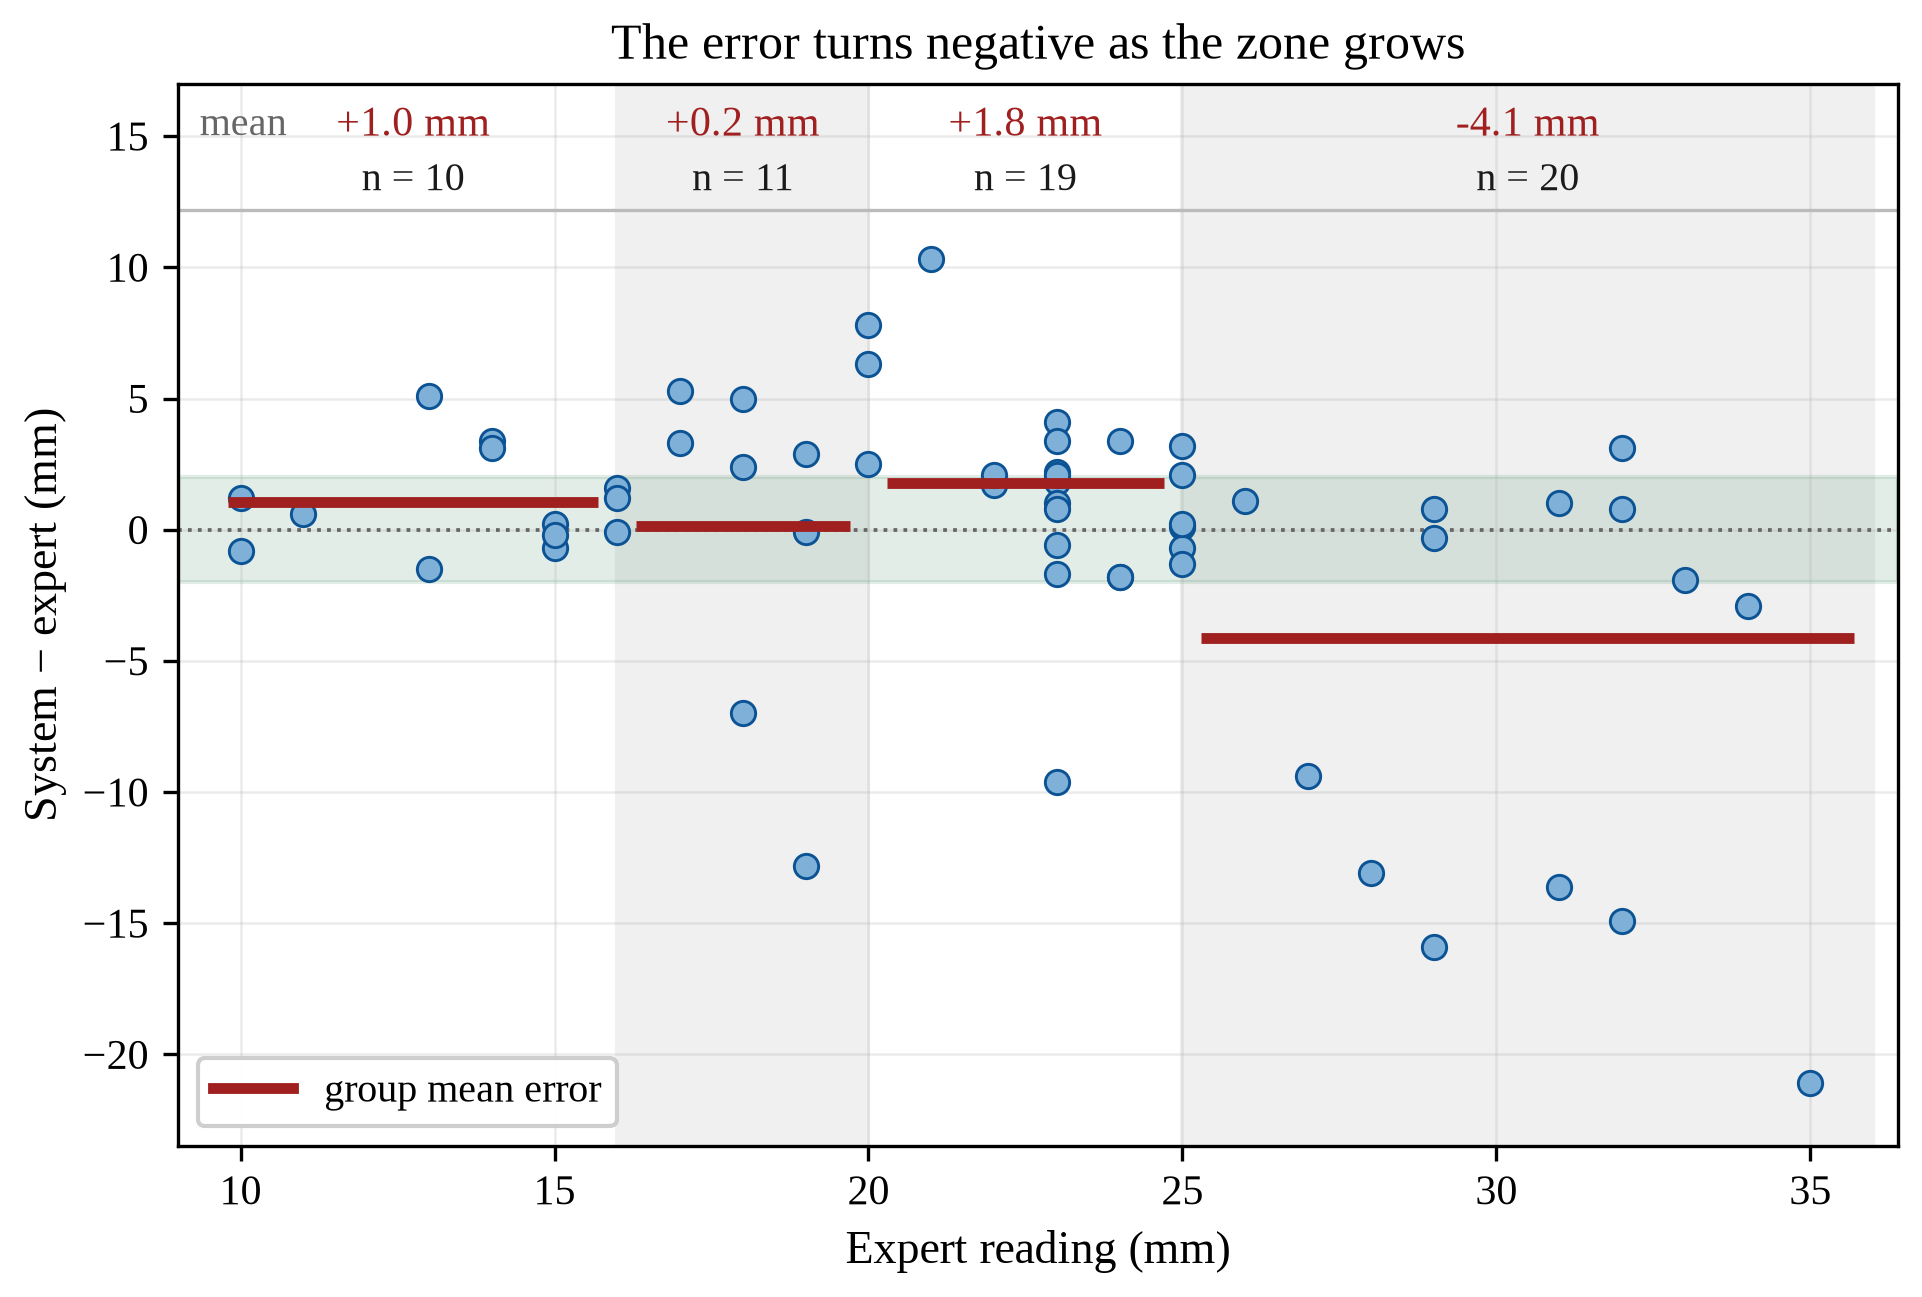 The error turns negative as the zone grows
mean +1.0 mm +0.2 mm +1.8 mm -4.1 mm
n = 10 n = 11 n = 19 n = 20
15
10
5
0
−5
−10
−15
−20
System − expert (mm)
group mean error
10 15 20 25 30 35
Expert reading (mm)